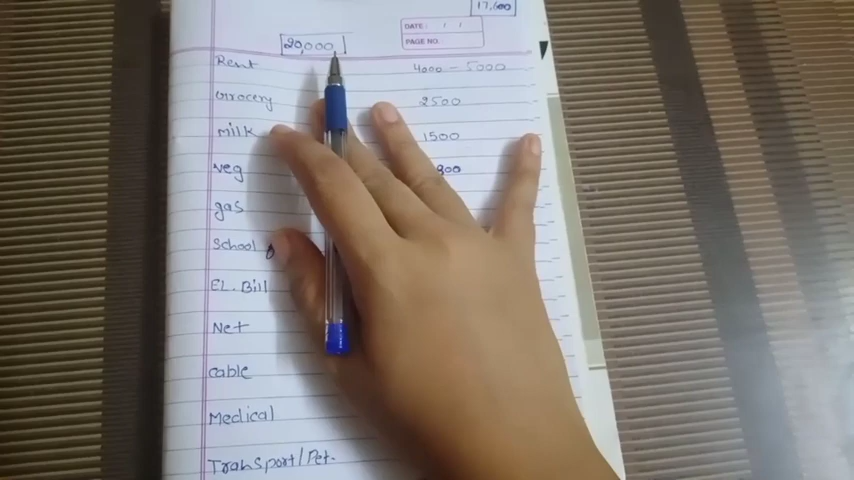 17,600
20,000
DATE: / /
PAGE NO.
Rent 4000 - 5000
Grocery 2500
milk 1500
veg 900
gas
School
EL. Bill
Net
cable
Medical
Transport/Pet.